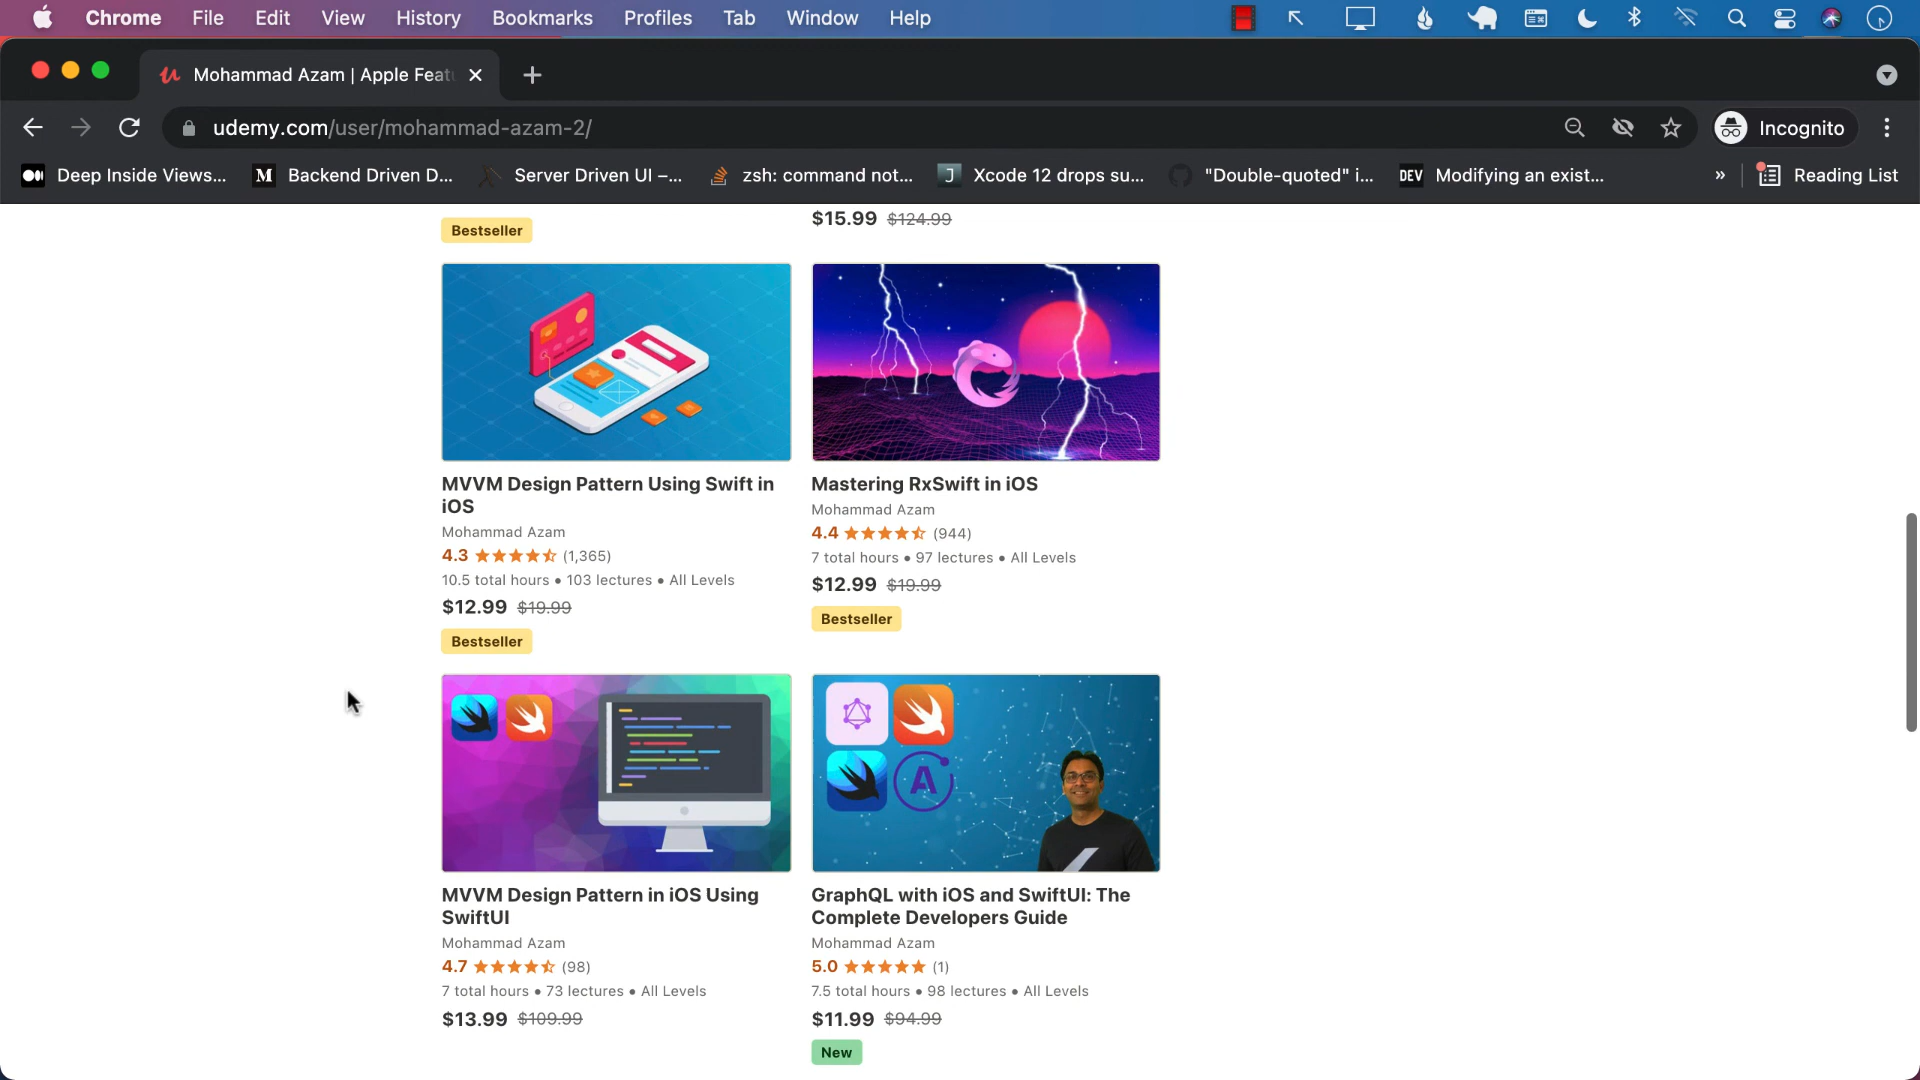 Chrome File Edit View History Bookmarks Profiles Tab Window Help
Mohammad Azam | Apple Feat
udemy.com/user/mohammad-azam-2/
Incognito
Deep Inside Views...
M Backend Driven D...
Server Driven UI –...
zsh: command not...
J Xcode 12 drops su...
"Double-quoted" i...
DEV Modifying an exist...
»
Reading List
Bestseller
$15.99 $124.99
MVVM Design Pattern Using Swift in
iOS
Mohammad Azam
4.3 (1,365)
10.5 total hours • 103 lectures • All Levels
$12.99 $19.99
Bestseller
Mastering RxSwift in iOS
Mohammad Azam
4.4 (944)
7 total hours • 97 lectures • All Levels
$12.99 $19.99
Bestseller
A
MVVM Design Pattern in iOS Using
SwiftUI
Mohammad Azam
4.7 (98)
7 total hours • 73 lectures • All Levels
$13.99 $109.99
GraphQL with iOS and SwiftUI: The
Complete Developers Guide
Mohammad Azam
5.0 (1)
7.5 total hours • 98 lectures • All Levels
$11.99 $94.99
New